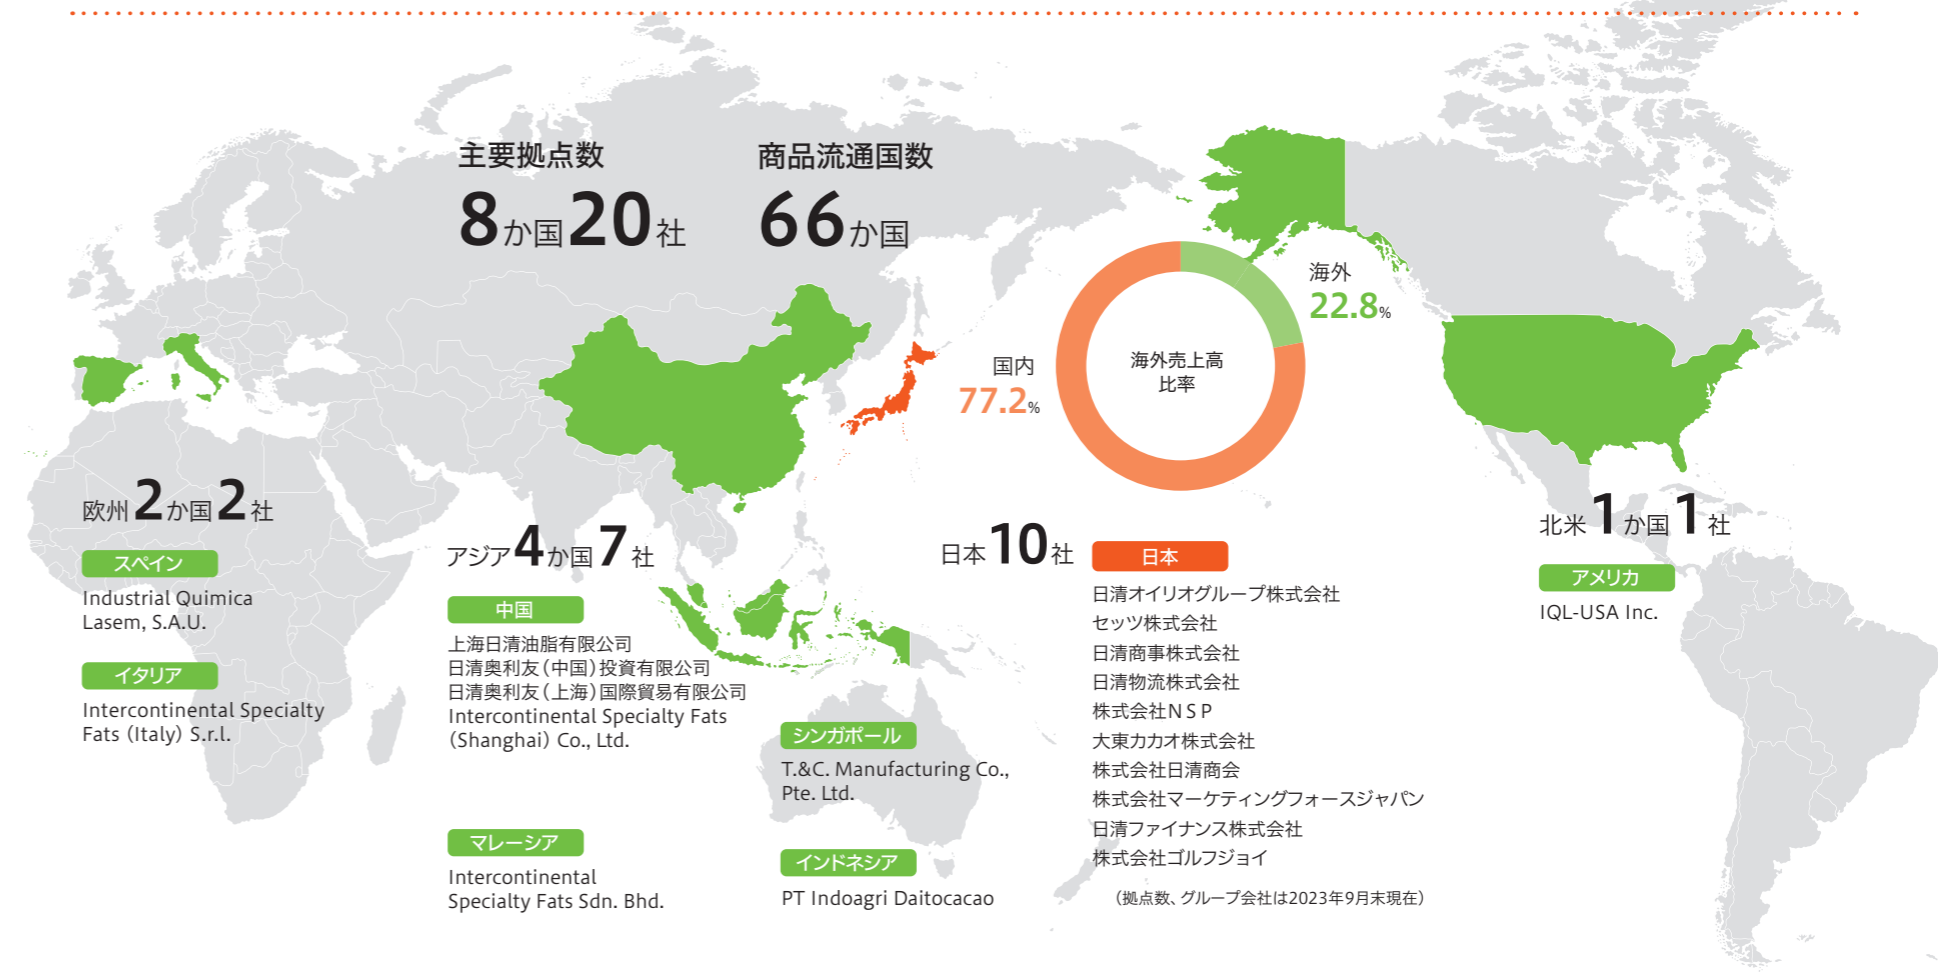 主要拠点数
8か国20社
商品流通国数
66か国
海外
22.8%
国内
77.2%
海外売上高
比率
欧州2か国2社
スペイン
Industrial Quimica
Lasem, S.A.U.
イタリア
Intercontinental Specialty
Fats (Italy) S.r.l.
アジア4か国7社
中国
上海日清油脂有限公司
日清奥利友(中国)投資有限公司
日清奥利友(上海)国際貿易有限公司
Intercontinental Specialty Fats
(Shanghai) Co., Ltd.
マレーシア
Intercontinental
Specialty Fats Sdn. Bhd.
シンガポール
T.&C. Manufacturing Co.,
Pte. Ltd.
インドネシア
PT Indoagri Daitocacao
日本10社
日本
日清オイリオグループ株式会社
セッツ株式会社
日清商事株式会社
日清物流株式会社
株式会社NSP
大東カカオ株式会社
株式会社日清商会
株式会社マーケティングフォースジャパン
日清ファイナンス株式会社
株式会社ゴルフジョイ
(拠点数、グループ会社は2023年9月末現在)
北米1か国1社
アメリカ
IQL-USA Inc.